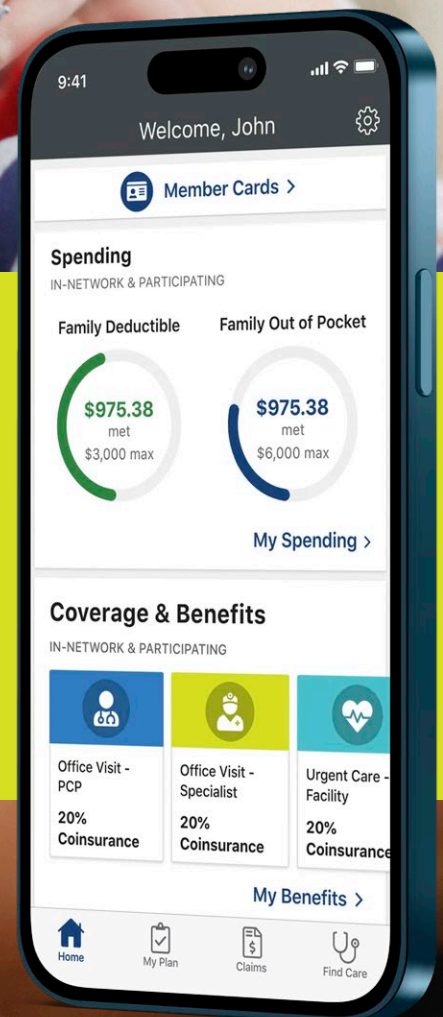 9:41
Welcome, John
Member Cards >
Spending
IN-NETWORK & PARTICIPATING
Family Deductible
$975.38
met
$3,000 max
Family Out of Pocket
$975.38
met
$6,000 max
My Spending >
Coverage & Benefits
IN-NETWORK & PARTICIPATING
Office Visit -
PCP
20%
Coinsurance
Office Visit -
Specialist
20%
Coinsurance
Urgent Care -
Facility
20%
Coinsurance
My Benefits >
Home
My Plan
Claims
Find Care